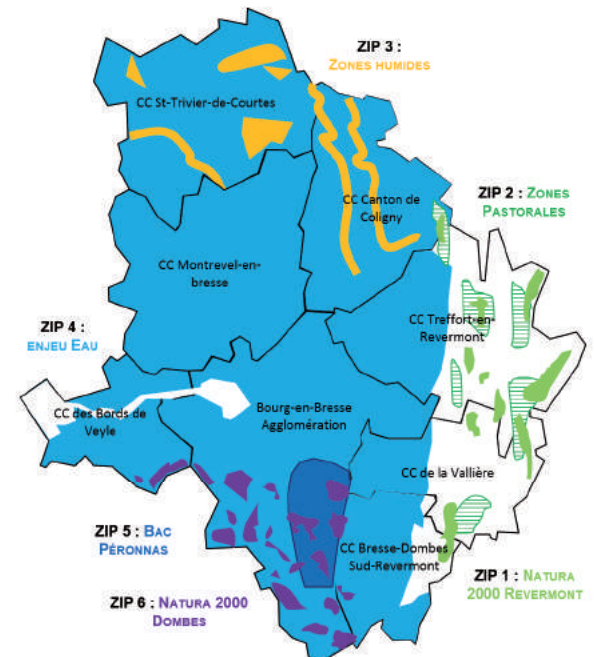 ZIP 3 :
ZONES HUMIDES
CC St-Trivier-de-Courtes
ZIP 2 : ZONES
PASTORALES
CC Canton de
Coligny
CC Montrevel-en-
bresse
CC Treffort-en-
Revermont
ZIP 4 :
ENJEU EAU
CC des Bords de
Veyle
Bourg-en-Bresse
Agglomération
CC de la Vallière
ZIP 5 : BAC
PÉRONNAS
CC Bresse-Dombes
Sud-Revermont
ZIP 6 : NATURA 2000
DOMBES
ZIP 1 : NATURA
2000 REVERMONT